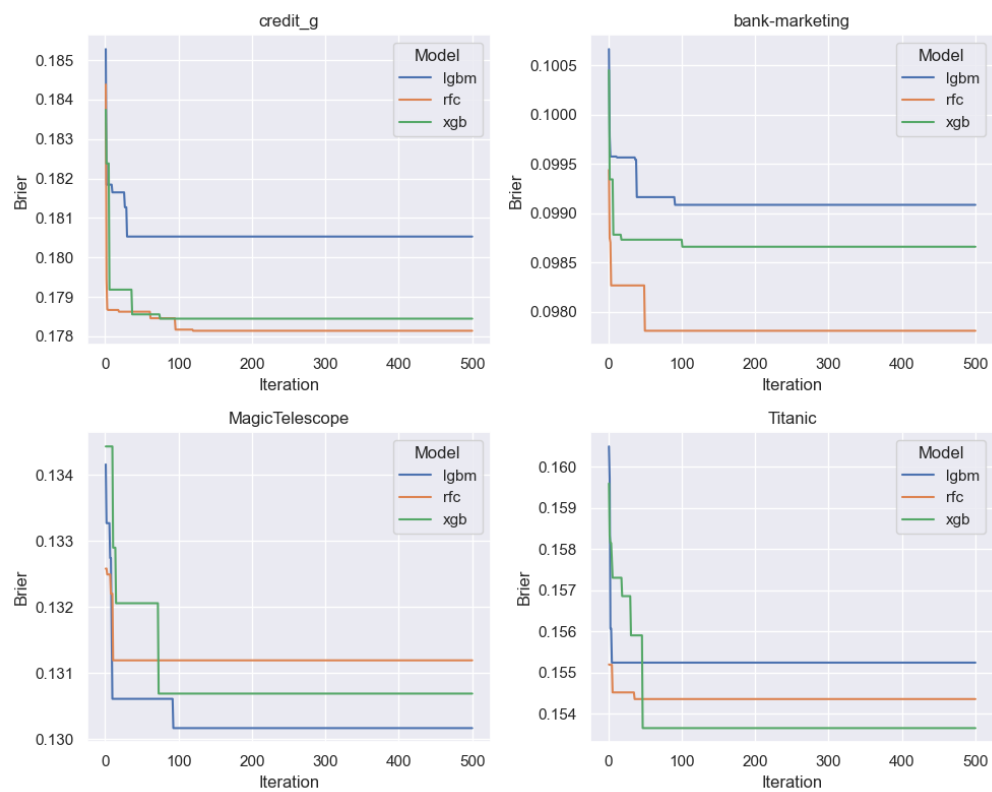 credit_g
0.185
0.184
0.183
0.182
0.181
0.180
0.179
0.178
Brier
Model
lgbm
rfc
xgb
0 100 200 300 400 500
Iteration
bank-marketing
0.1005
0.1000
0.0995
0.0990
0.0985
0.0980
Brier
Model
lgbm
rfc
xgb
0 100 200 300 400 500
Iteration
MagicTelescope
0.134
0.133
0.132
0.131
0.130
Brier
Model
lgbm
rfc
xgb
0 100 200 300 400 500
Iteration
Titanic
0.160
0.159
0.158
0.157
0.156
0.155
0.154
Brier
Model
lgbm
rfc
xgb
0 100 200 300 400 500
Iteration